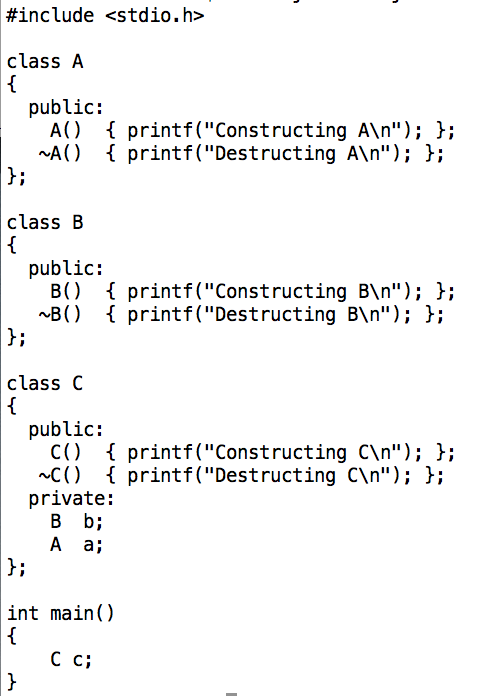 #include <stdio.h>

class A
{
  public:
    A()  { printf("Constructing A\n"); };
   ~A()  { printf("Destructing A\n"); };
};

class B
{
  public:
    B()  { printf("Constructing B\n"); };
   ~B()  { printf("Destructing B\n"); };
};

class C
{
  public:
    C()  { printf("Constructing C\n"); };
   ~C()  { printf("Destructing C\n"); };
  private:
    B  b;
    A  a;
};

int main()
{
    C c;
}